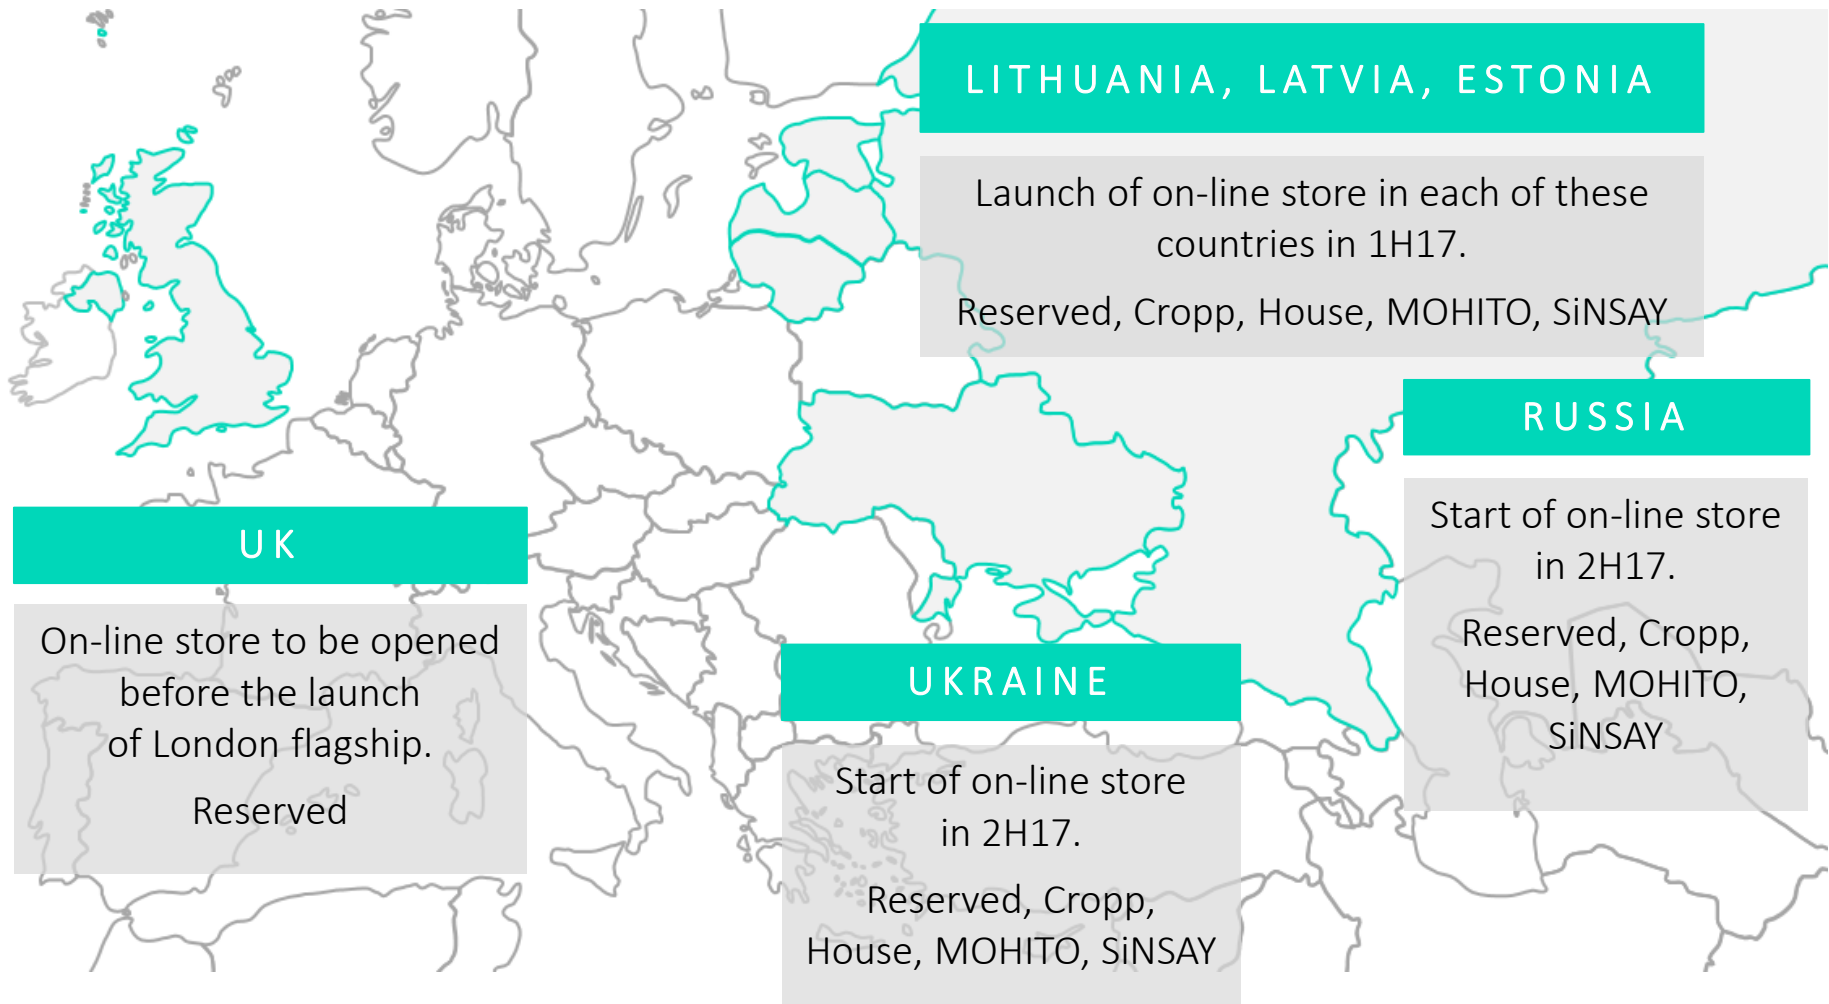 LITHUANIA, LATVIA, ESTONIA
Launch of on-line store in each of these
countries in 1H17.
Reserved, Cropp, House, MOHITO, SiNSAY
RUSSIA
Start of on-line store
in 2H17.
Reserved, Cropp,
House, MOHITO,
SiNSAY
UK
On-line store to be opened
before the launch
of London flagship.
Reserved
UKRAINE
Start of on-line store
in 2H17.
Reserved, Cropp,
House, MOHITO, SiNSAY